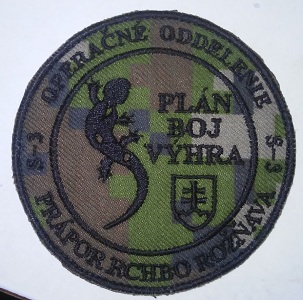 OPERAČNÉ ODDELENIE
S-3
PLÁN
BOJ
VÝHRA
S-3
PRÁPOR RCHBO ROŽŇAVA